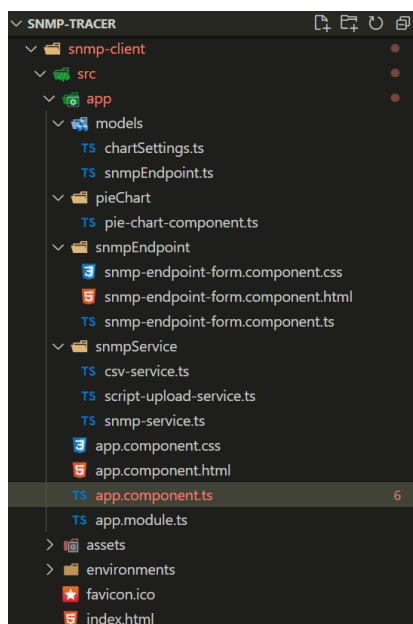 SNMP-TRACER
snmp-client
src
app
models
TS chartSettings.ts
TS snmpEndpoint.ts
pieChart
TS pie-chart-component.ts
snmpEndpoint
snmp-endpoint-form.component.css
snmp-endpoint-form.component.html
TS snmp-endpoint-form.component.ts
snmpService
TS csv-service.ts
TS script-upload-service.ts
TS snmp-service.ts
app.component.css
app.component.html
TS app.component.ts 6
TS app.module.ts
assets
environments
favicon.ico
index.html